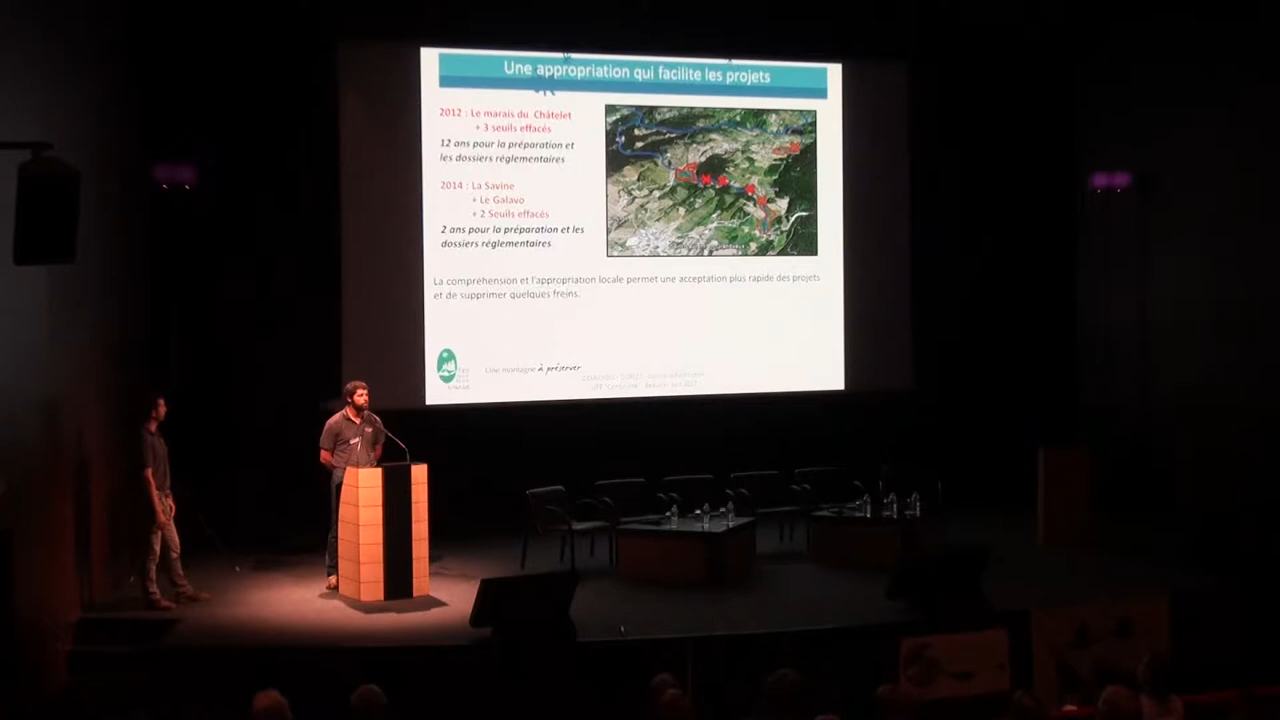 Une appropriation qui facilite les projets
2012 : Le marais du Châtelet
+ 3 seuils effacés
12 ans pour la préparation et
les dossiers réglementaires
2014 : La Savine
+ Le Galavo
+ 2 Seuils effacés
2 ans pour la préparation et les
dossiers réglementaires
La compréhension et l'appropriation locale permet une acceptation plus rapide des projets
et de supprimer quelques freins.
Une montagne à préserver